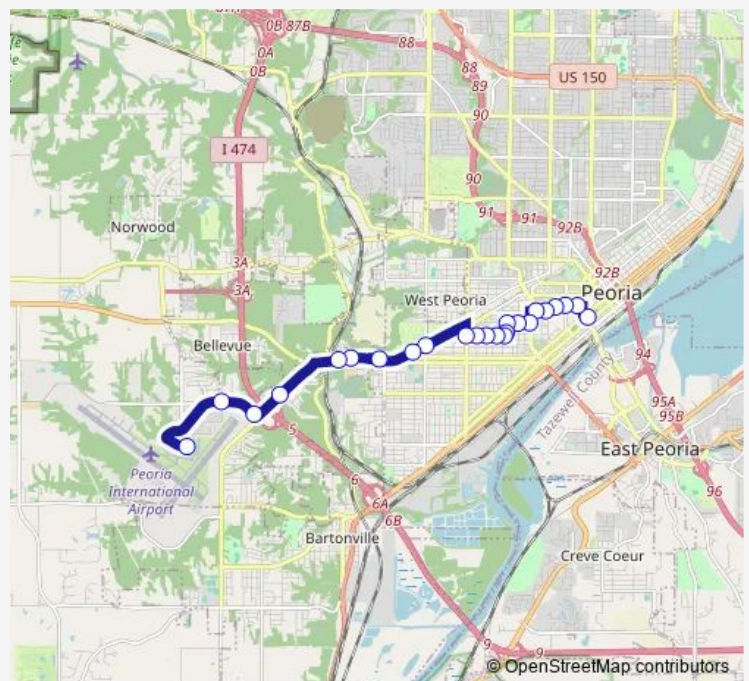 0B 87B
0A
0B
88
88
89
90
US 150
I 474
90
Norwood
91
91
92B
3A
3A
92B
West Peoria
Peoria
Bellevue
94
Tazewell County
95A
95B
5
East Peoria
Peoria
International
Airport
6
6A
6B
96
Bartonville
Creve Coeur
9
9
© OpenStreetMap contributors